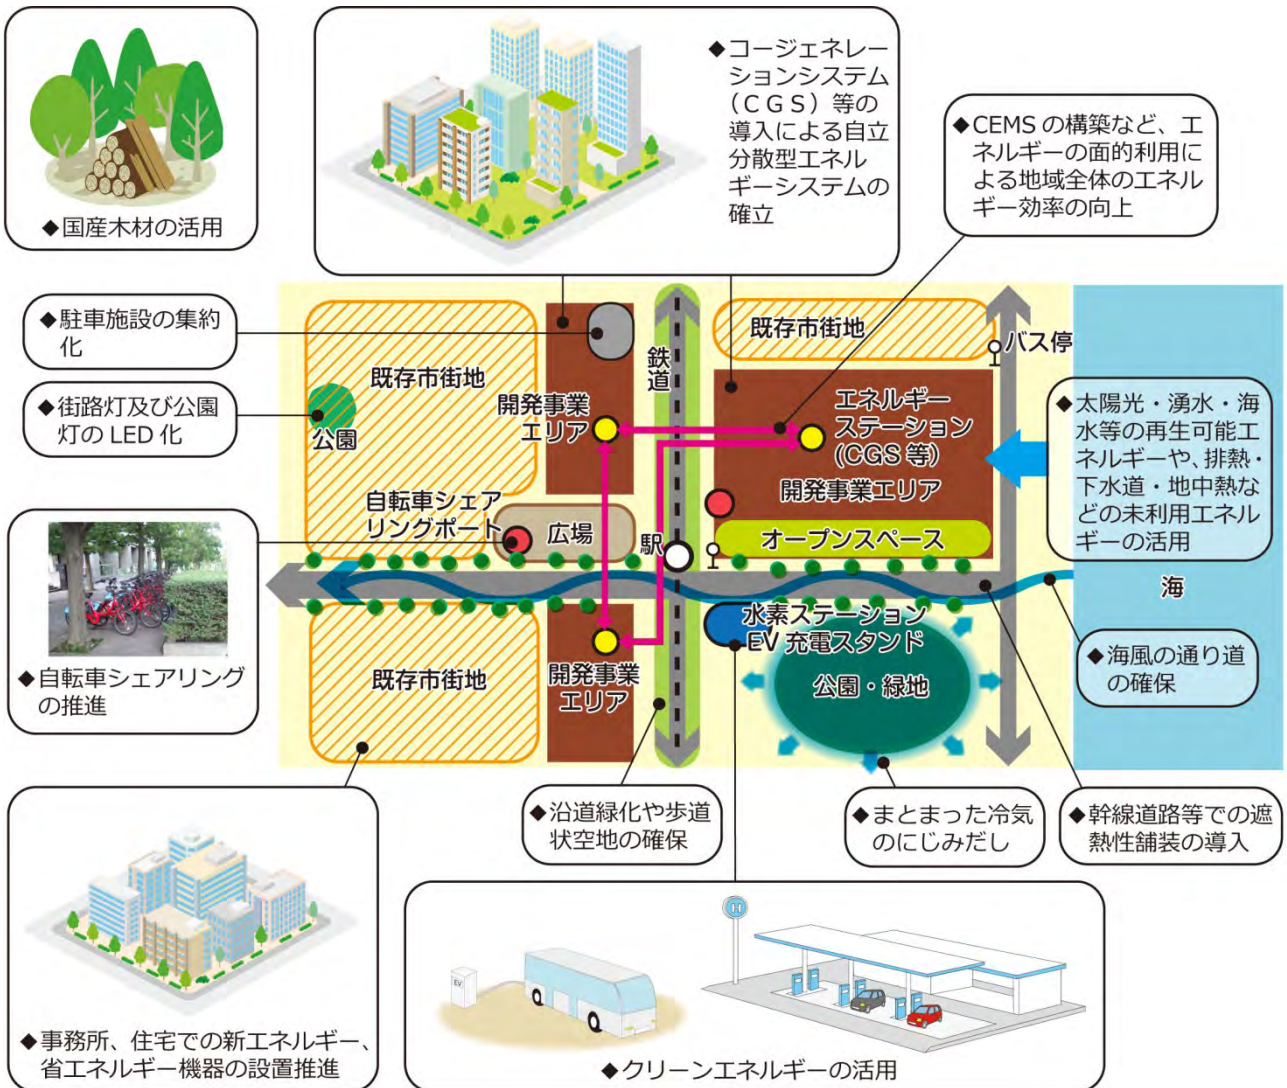 ◆国産木材の活用
◆コージェネレー
ションシステム
（ＣＧＳ）等の
導入による自立
分散型エネル
ギーシステムの
確立
◆CEMS の構築など、エ
ネルギーの面的利用に
よる地域全体のエネル
ギー効率の向上
◆駐車施設の集約
化
◆街路灯及び公園
灯の LED 化
◆自転車シェアリング
の推進
既存市街地
公園
開発事業
エリア
自転車シェア
リングポート
広場
鉄道
駅
既存市街地
バス停
エネルギー
ステーション
(CGS 等)
開発事業エリア
オープンスペース
◆太陽光・湧水・海
水等の再生可能エ
ネルギーや、排熱・
下水道・地中熱な
どの未利用エネル
ギーの活用
海
◆海風の通り道
の確保
既存市街地
開発事業
エリア
水素ステーション
EV 充電スタンド
公園・緑地
◆沿道緑化や歩道
状空地の確保
◆まとまった冷気
のにじみだし
◆幹線道路等での遮
熱性舗装の導入
◆事務所、住宅での新エネルギー、
省エネルギー機器の設置推進
EV
H
◆クリーンエネルギーの活用